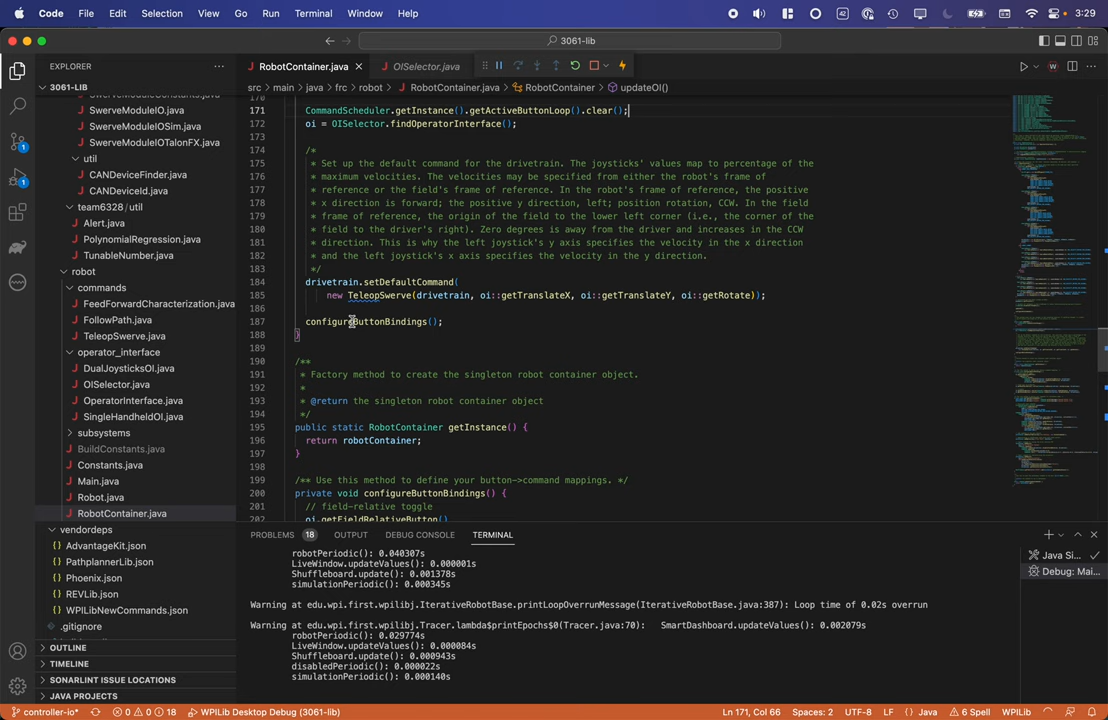 Code File Edit Selection View Go Run Terminal Window Help 42 3:29
3061-lib
EXPLORER
3061-LIB
SwerveModuleIO.java
SwerveModuleIOSim.java
SwerveModuleIOTalonFX.java
util
CANDeviceFinder.java
CANDeviceId.java
team6328/util
Alert.java
PolynomialRegression.java
TunableNumber.java
robot
commands
FeedForwardCharacterization.java
FollowPath.java
TeleopSwerve.java
operator_interface
DualJoysticksOI.java
OISelector.java
OperatorInterface.java
SingleHandheldOI.java
subsystems
BuildConstants.java
Constants.java
Main.java
Robot.java
RobotContainer.java
vendordeps
AdvantageKit.json
PathplannerLib.json
Phoenix.json
REVLib.json
WPILibNewCommands.json
.gitignore
OUTLINE
TIMELINE
SONARLINT ISSUE LOCATIONS
JAVA PROJECTS
1
1
RobotContainer.java OISelector.java
src > main > java > frc > robot > RobotContainer.java > RobotContainer > updateOI()
170
171 CommandScheduler.getInstance().getActiveButtonLoop().clear();
172 oi = OISelector.findOperatorInterface();
173
174 /*
175 * Set up the default command for the drivetrain. The joysticks' values map to percentage of the
176 * maximum velocities. The velocities may be specified from either the robot's frame of
177 * reference or the field's frame of reference. In the robot's frame of reference, the positive
178 * x direction is forward; the positive y direction, left; position rotation, CCW. In the field
179 * frame of reference, the origin of the field to the lower left corner (i.e., the corner of the
180 * field to the driver's right). Zero degrees is away from the driver and increases in the CCW
181 * direction. This is why the left joystick's y axis specifies the velocity in the x direction
182 * and the left joystick's x axis specifies the velocity in the y direction.
183 */
184 drivetrain.setDefaultCommand(
185 new TeleopSwerve(drivetrain, oi::getTranslateX, oi::getTranslateY, oi::getRotate));
186
187 configureButtonBindings();
188 }
189
190 /**
191 * Factory method to create the singleton robot container object.
192 *
193 * @return the singleton robot container object
194 */
195 public static RobotContainer getInstance() {
196 return robotContainer;
197 }
198
199 /** Use this method to define your button->command mappings. */
200 private void configureButtonBindings() {
201 // field-relative toggle
202 oi.getFieldRelativeButton()
PROBLEMS 18 OUTPUT DEBUG CONSOLE TERMINAL
robotPeriodic(): 0.040307s
LiveWindow.updateValues(): 0.000001s
Shuffleboard.update(): 0.001378s
simulationPeriodic(): 0.000345s
Warning at edu.wpi.first.wpilibj.IterativeRobotBase.printLoopOverrunMessage(IterativeRobotBase.java:387): Loop time of 0.02s overrun
Warning at edu.wpi.first.wpilibj.Tracer.lambda$printEpochs$0(Tracer.java:70): SmartDashboard.updateValues(): 0.002079s
robotPeriodic(): 0.029774s
LiveWindow.updateValues(): 0.000084s
Shuffleboard.update(): 0.000943s
disabledPeriodic(): 0.000022s
simulationPeriodic(): 0.000140s
Java Si...
Debug: Mai...
controller-io* 0 0 18 WPILib Desktop Debug (3061-lib) Ln 171, Col 66 Spaces: 2 UTF-8 LF {} Java 6 Spell WPILib